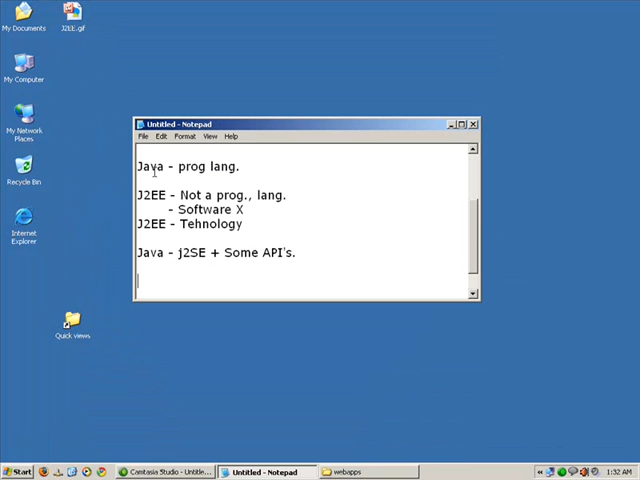 My Documents
J2EE.gif
My Computer
My Network
Places
Recycle Bin
Internet
Explorer
Quick views
Untitled - Notepad
File Edit Format View Help
Java - prog lang.
J2EE - Not a prog., lang.
- Software X
J2EE - Tehnology
Java - j2SE + Some API's.
Start
Camtasia Studio - Untitle...
Untitled - Notepad
webapps
1:32 AM